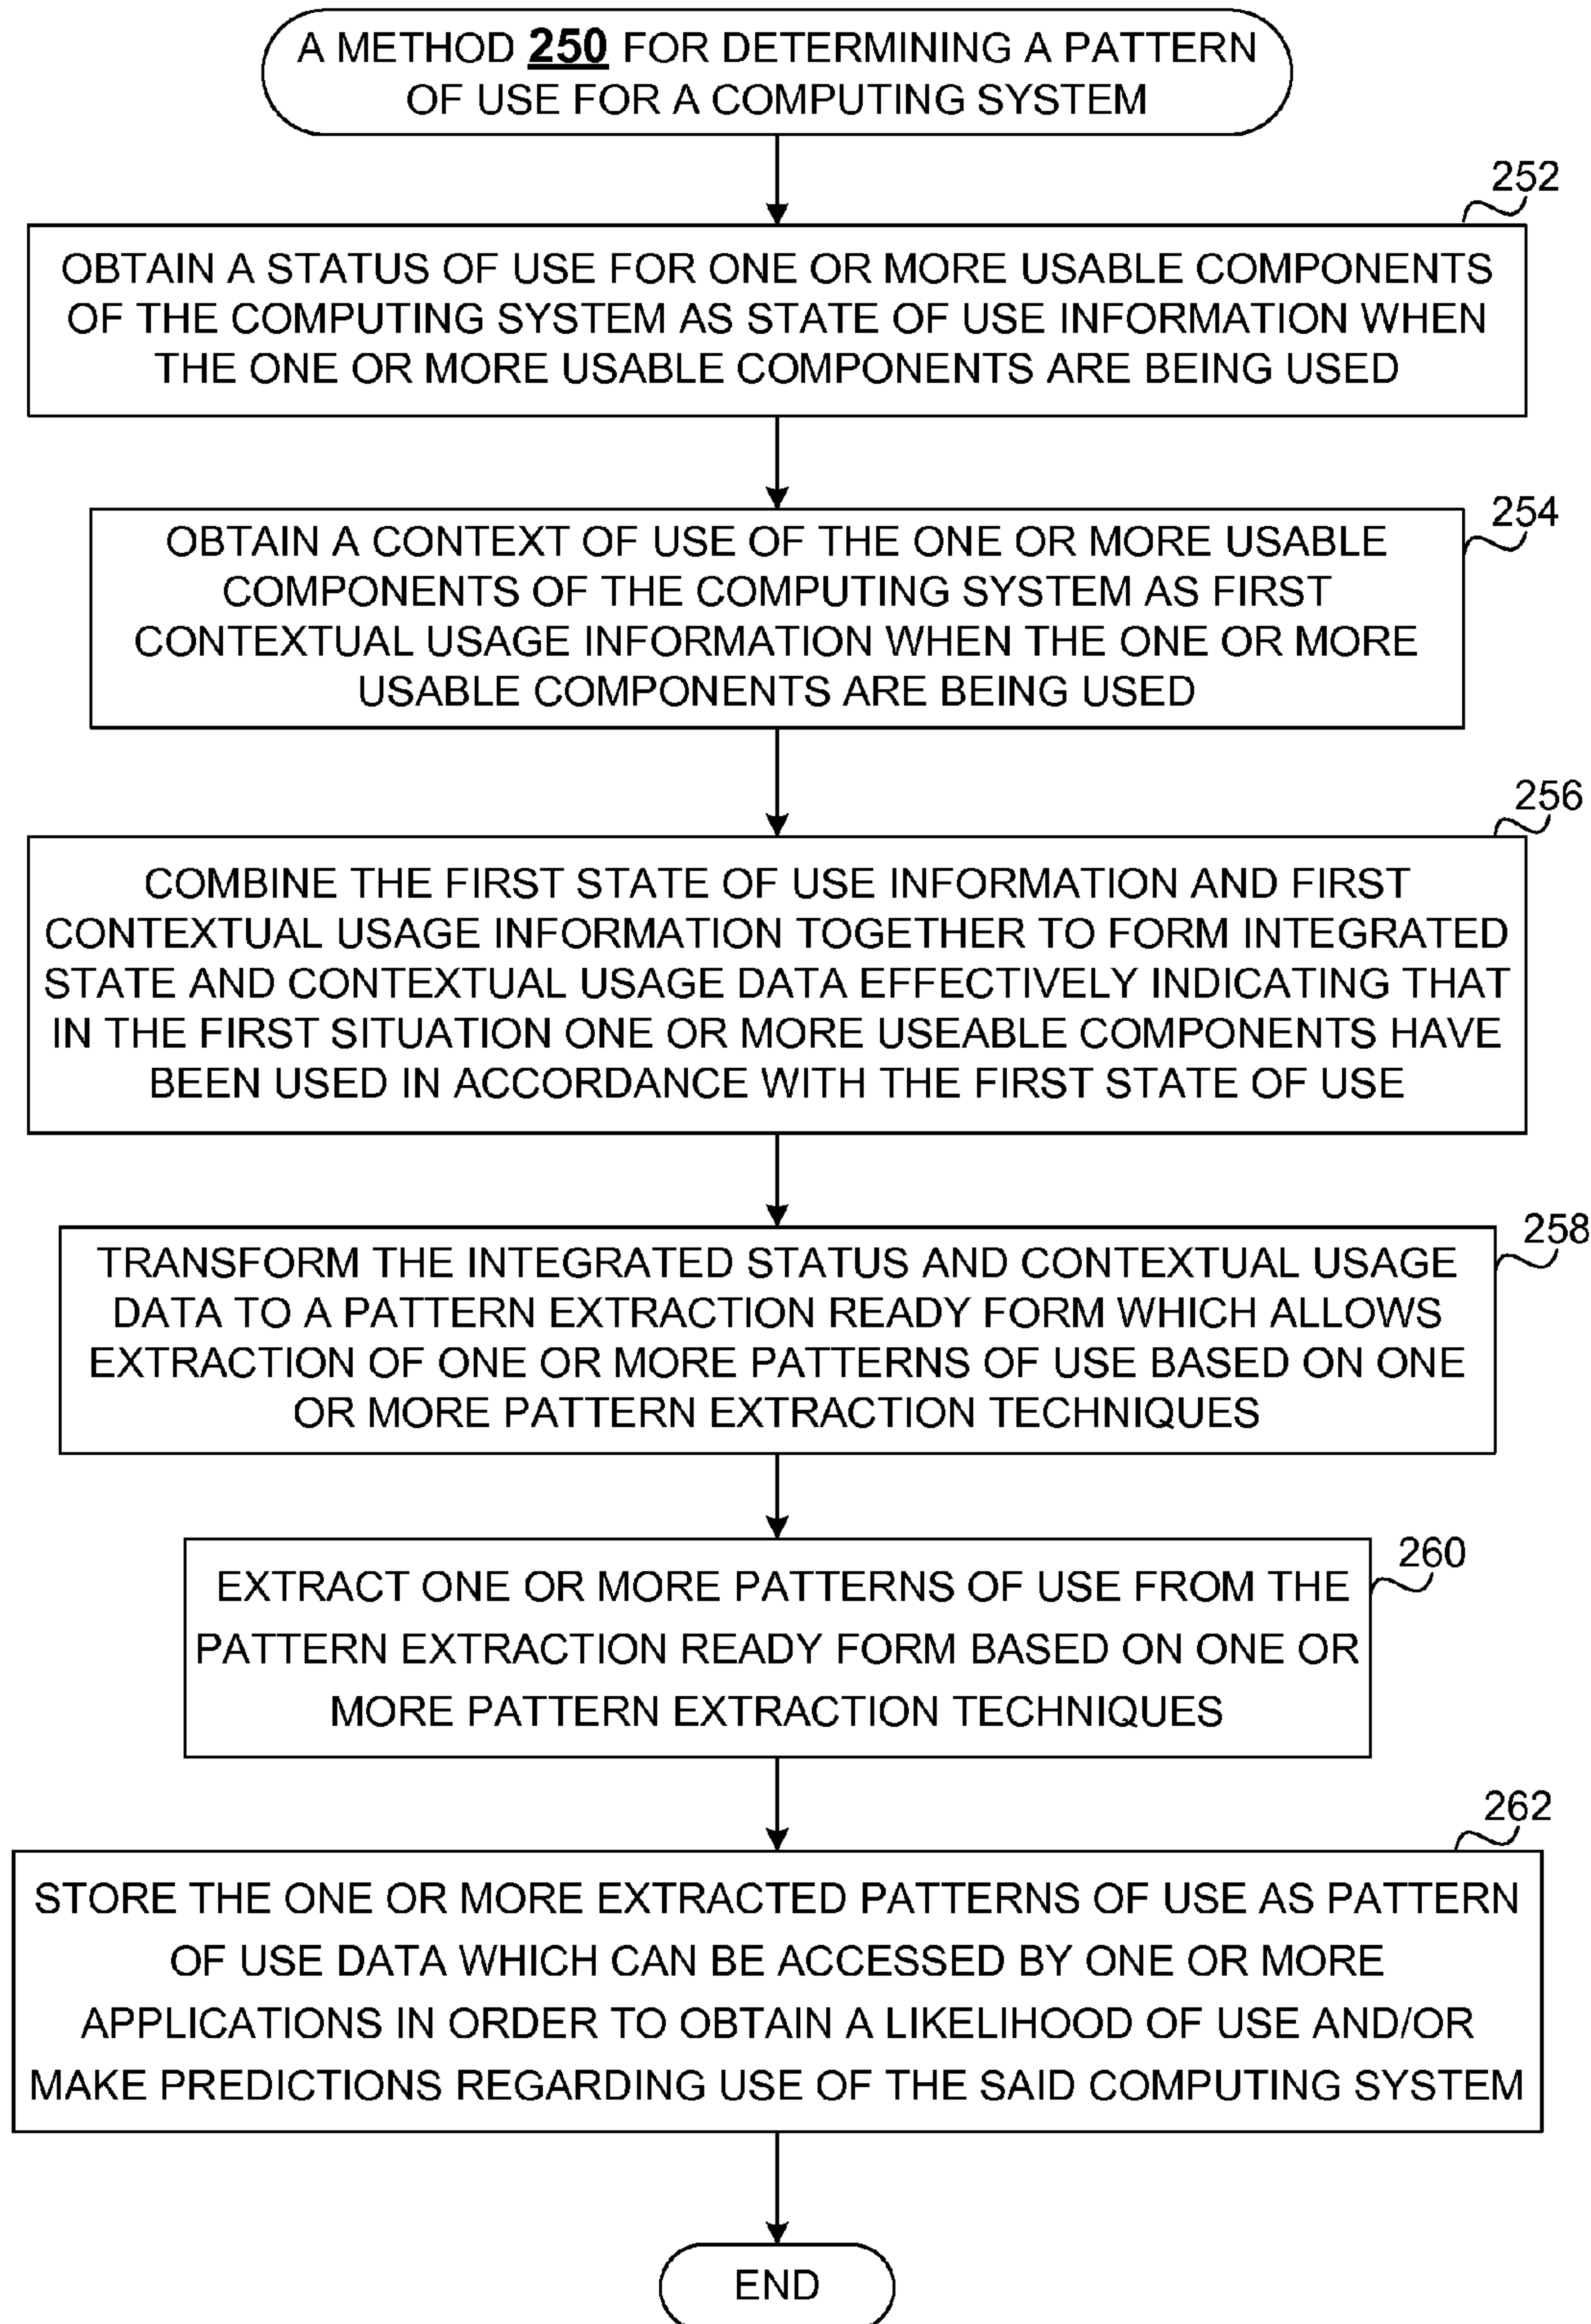 A METHOD 250 FOR DETERMINING A PATTERN
OF USE FOR A COMPUTING SYSTEM
252
OBTAIN A STATUS OF USE FOR ONE OR MORE USABLE COMPONENTS
OF THE COMPUTING SYSTEM AS STATE OF USE INFORMATION WHEN
THE ONE OR MORE USABLE COMPONENTS ARE BEING USED
254
OBTAIN A CONTEXT OF USE OF THE ONE OR MORE USABLE
COMPONENTS OF THE COMPUTING SYSTEM AS FIRST
CONTEXTUAL USAGE INFORMATION WHEN THE ONE OR MORE
USABLE COMPONENTS ARE BEING USED
256
COMBINE THE FIRST STATE OF USE INFORMATION AND FIRST
CONTEXTUAL USAGE INFORMATION TOGETHER TO FORM INTEGRATED
STATE AND CONTEXTUAL USAGE DATA EFFECTIVELY INDICATING THAT
IN THE FIRST SITUATION ONE OR MORE USEABLE COMPONENTS HAVE
BEEN USED IN ACCORDANCE WITH THE FIRST STATE OF USE
258
TRANSFORM THE INTEGRATED STATUS AND CONTEXTUAL USAGE
DATA TO A PATTERN EXTRACTION READY FORM WHICH ALLOWS
EXTRACTION OF ONE OR MORE PATTERNS OF USE BASED ON ONE
OR MORE PATTERN EXTRACTION TECHNIQUES
260
EXTRACT ONE OR MORE PATTERNS OF USE FROM THE
PATTERN EXTRACTION READY FORM BASED ON ONE OR
MORE PATTERN EXTRACTION TECHNIQUES
262
STORE THE ONE OR MORE EXTRACTED PATTERNS OF USE AS PATTERN
OF USE DATA WHICH CAN BE ACCESSED BY ONE OR MORE
APPLICATIONS IN ORDER TO OBTAIN A LIKELIHOOD OF USE AND/OR
MAKE PREDICTIONS REGARDING USE OF THE SAID COMPUTING SYSTEM
END